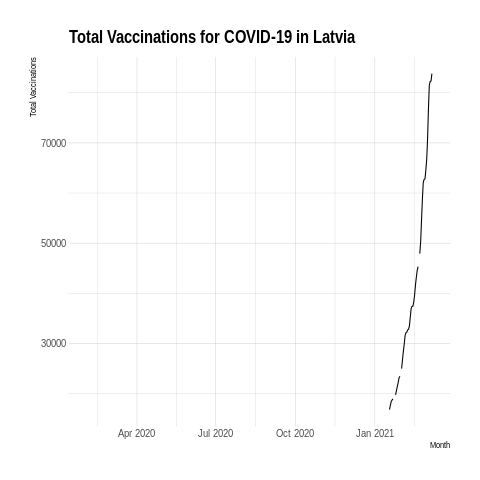 Total Vaccinations for COVID-19 in Latvia
Total Vaccinations
70000
50000
30000
Apr 2020
Jul 2020
Oct 2020
Jan 2021
Month